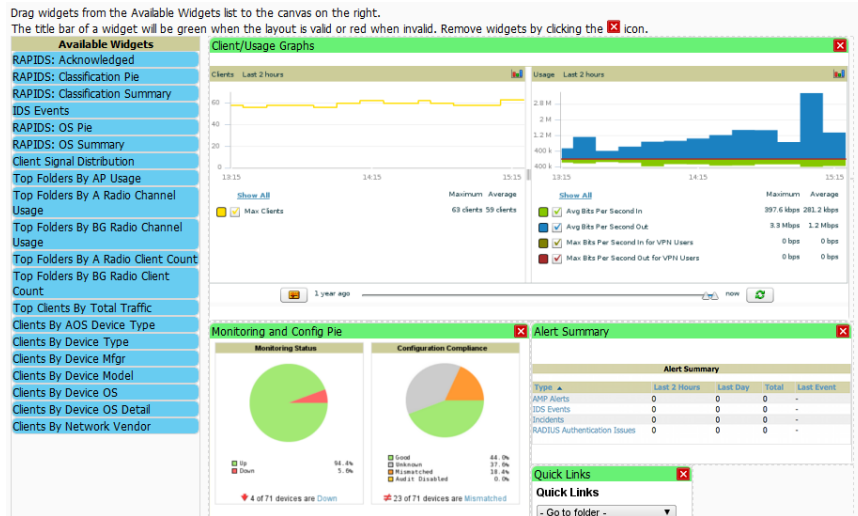 Drag widgets from the Available Widgets list to the canvas on the right.
The title bar of a widget will be green when the layout is valid or red when invalid. Remove widgets by clicking the icon.
Available Widgets
RAPIDS: Acknowledged
RAPIDS: Classification Pie
RAPIDS: Classification Summary
IDS Events
RAPIDS: OS Pie
RAPIDS: OS Summary
Client Signal Distribution
Top Folders By AP Usage
Top Folders By A Radio Channel
Usage
Top Folders By BG Radio Channel
Usage
Top Folders By A Radio Client Count
Top Folders By BG Radio Client
Count
Top Clients By Total Traffic
Clients By AOS Device Type
Clients By Device Type
Clients By Device Mfgr
Clients By Device Model
Clients By Device OS
Clients By Device OS Detail
Clients By Network Vendor
Client/Usage Graphs
Clients Last 2 hours
60
40
20
0
13:15 14:15 15:15
Show All Maximum Average
Max Clients 63 clients 59 clients
Usage Last 2 hours
2.8 M
2 M
1.2 M
400 k
400 k
13:15 14:15 15:15
Show All Maximum Average
Avg Bits Per Second In 397.6 kbps 281.2 kbps
Avg Bits Per Second Out 3.3 Mbps 1.2 Mbps
Max Bits Per Second In for VPN Users 0 bps 0 bps
Max Bits Per Second Out for VPN Users 0 bps 0 bps
1 year ago now
Monitoring and Config Pie
Monitoring Status
Up 94.4%
Down 5.6%
4 of 71 devices are Down
Configuration Compliance
Good 44.0%
Unknown 37.6%
Mismatched 18.4%
Audit Disabled 0.0%
23 of 71 devices are Mismatched
Alert Summary
Alert Summary
Type Last 2 Hours Last Day Total Last Event
AMP Alerts 0 0 0 -
IDS Events 0 0 0 -
Incidents 0 0 0 -
RADIUS Authentication Issues 0 0 0 -
Quick Links
Quick Links
- Go to folder -